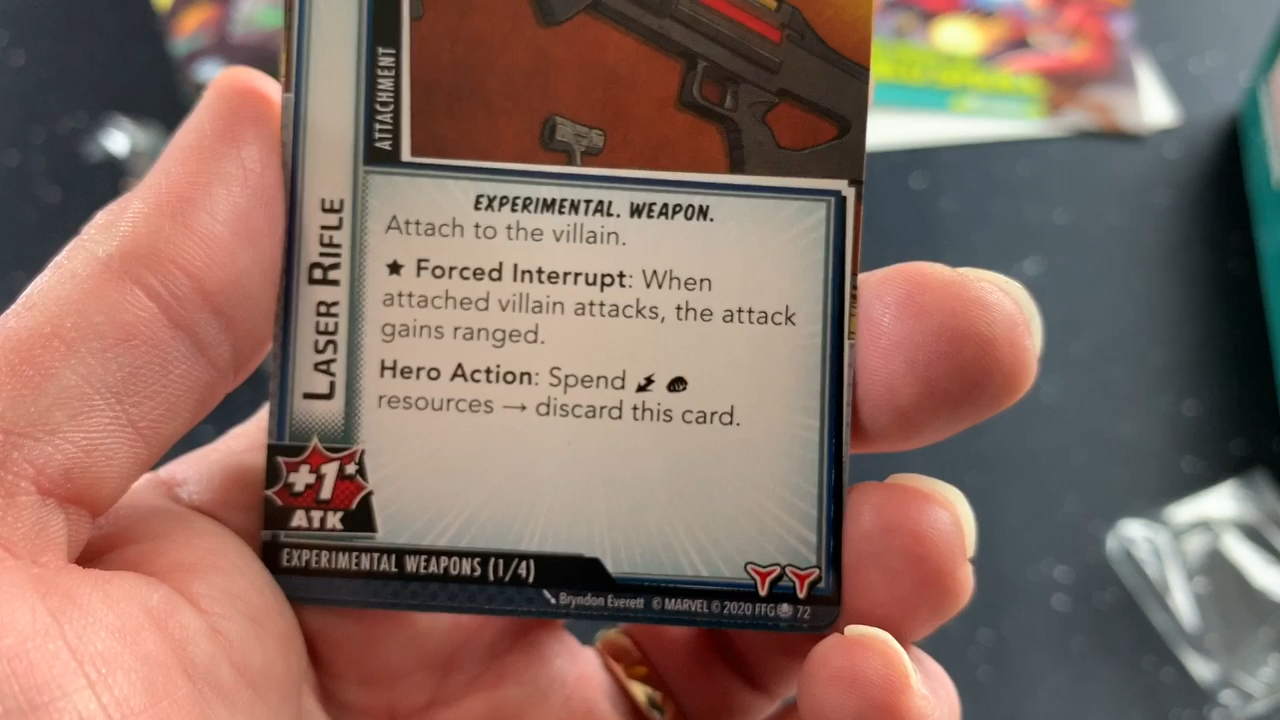 ATTACHMENT
LASER RIFLE
EXPERIMENTAL. WEAPON.
Attach to the villain.
★ Forced Interrupt: When
attached villain attacks, the attack
gains ranged.
Hero Action: Spend
resources → discard this card.
+1★
ATK
EXPERIMENTAL WEAPONS (1/4)
Bryndon Everett © MARVEL © 2020 FFG 72